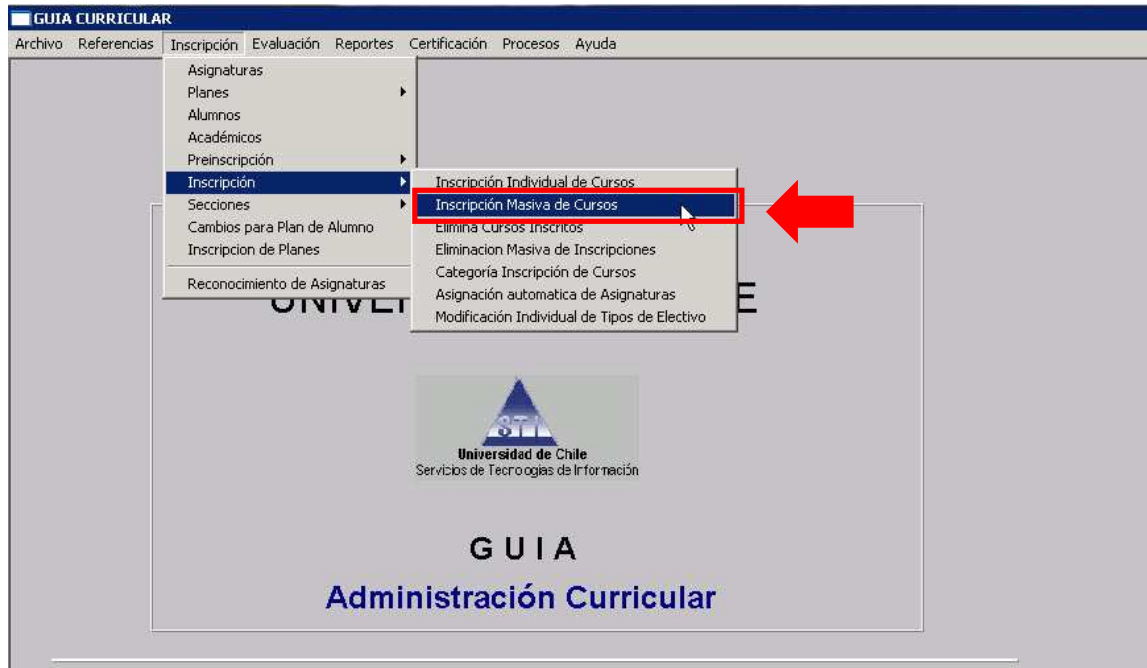 GUIA CURRICULAR
Archivo Referencias Inscripción Evaluación Reportes Certificación Procesos Ayuda
Asignaturas
Planes
Alumnos
Académicos
Preinscripción
Inscripción
Secciones
Cambios para Plan de Alumno
Inscripcion de Planes
Reconocimiento de Asignaturas
Inscripción Individual de Cursos
Inscripción Masiva de Cursos
Elimina Cursos Inscritos
Eliminacion Masiva de Inscripciones
Categoría Inscripción de Cursos
Asignación automatica de Asignaturas
Modificación Individual de Tipos de Electivo
STI
Universidad de Chile
Servicios de Tecnologias de Información
G U I A
Administración Curricular